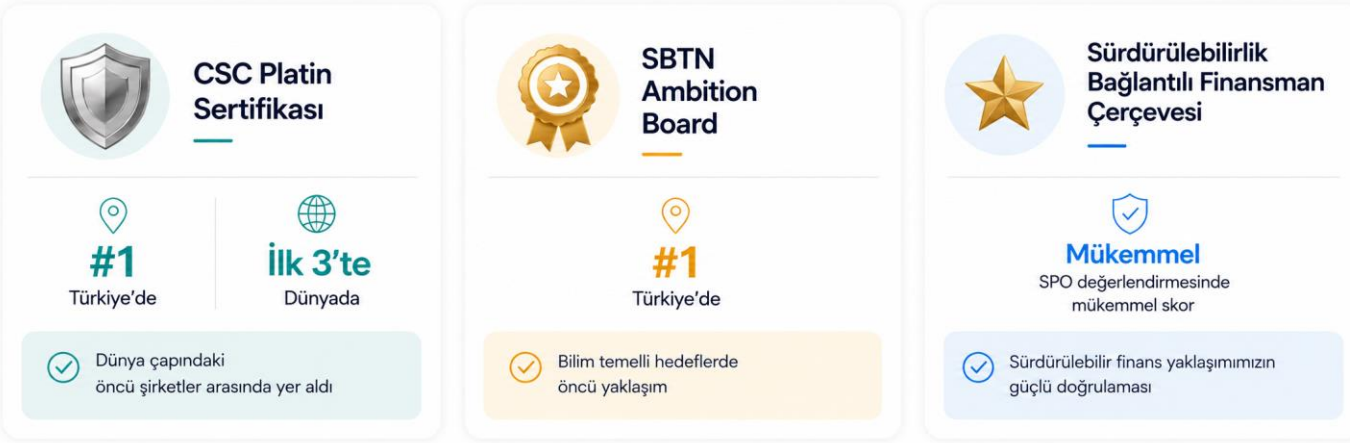 CSC Platin
Sertifikası
#1
Türkiye'de
İlk 3'te
Dünyada
Dünya çapındaki
öncü şirketler arasında yer aldı
SBTN
Ambition
Board
#1
Türkiye'de
Bilim temelli hedeflerde
öncü yaklaşım
Sürdürülebilirlik
Bağlantılı Finansman
Çerçevesi
Mükemmel
SPO değerlendirmesinde
mükemmel skor
Sürdürülebilir finans yaklaşımımızın
güçlü doğrulaması